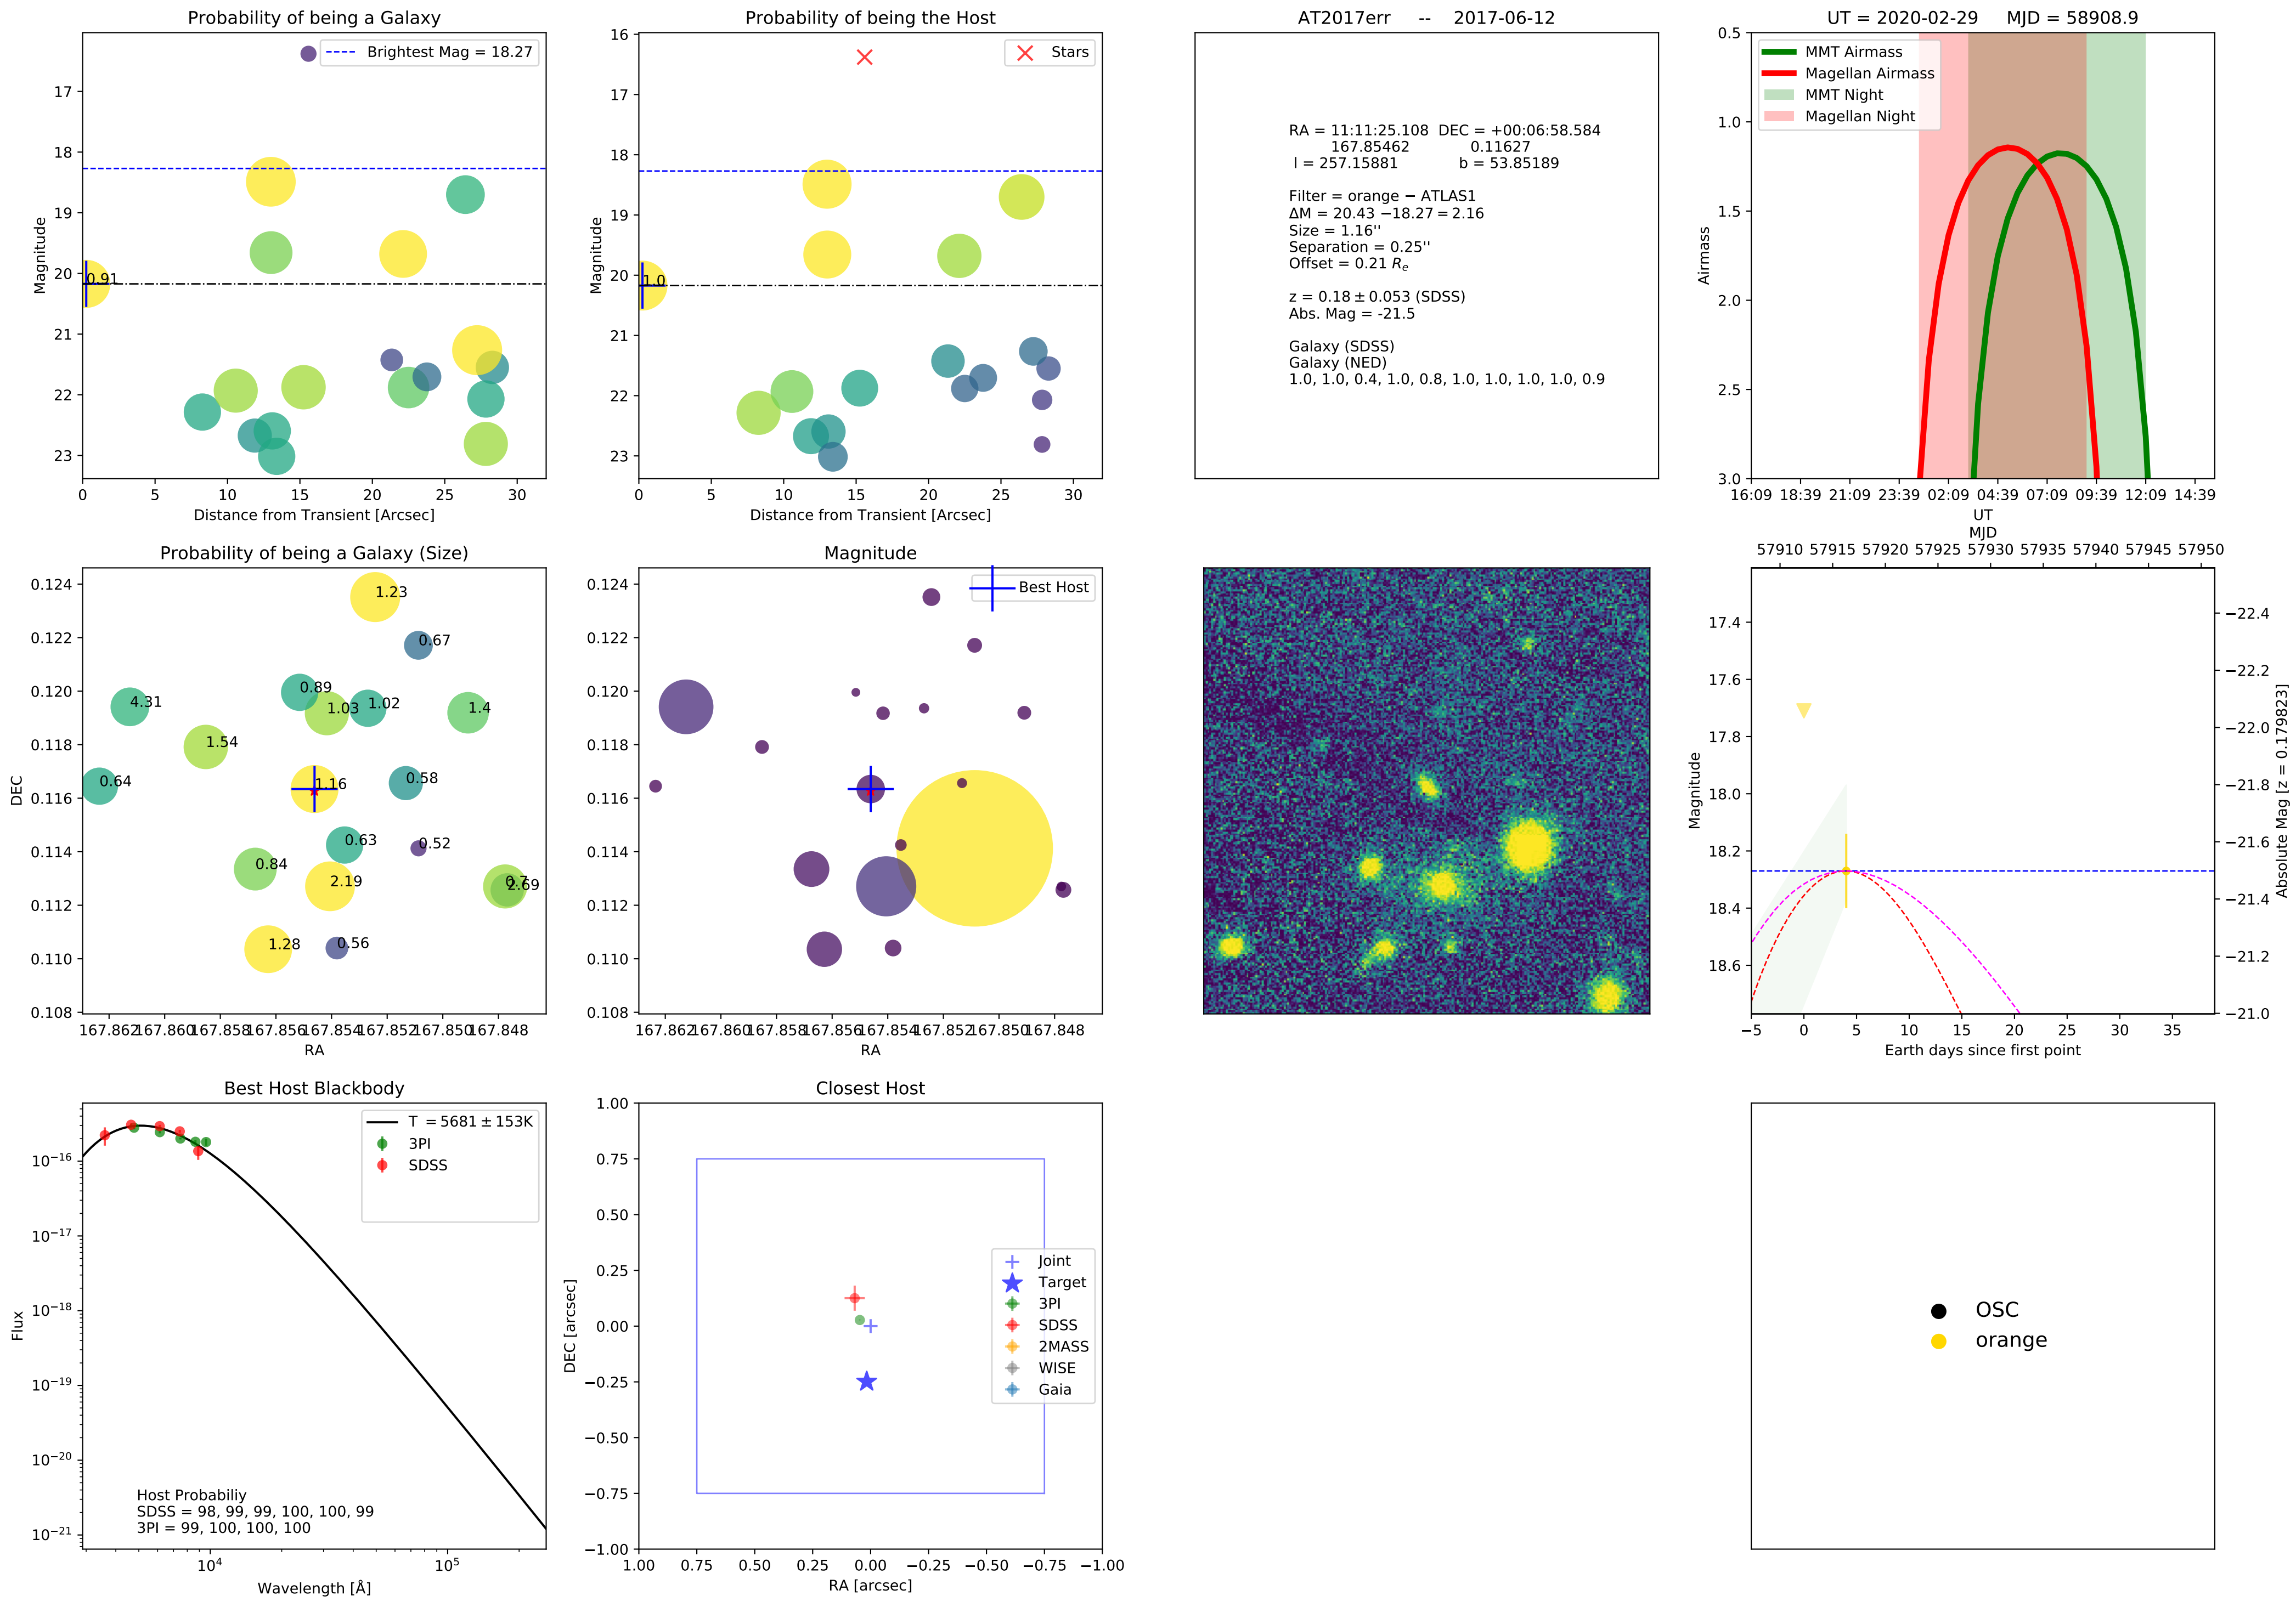 Probability of being a Galaxy
Brightest Mag = 18.27
0.91
17
18
19
20
21
22
23
Magnitude
0 5 10 15 20 25 30
Distance from Transient [Arcsec]
Probability of being the Host
Stars
1.0
16
17
18
19
20
21
22
23
Magnitude
0 5 10 15 20 25 30
Distance from Transient [Arcsec]
AT2017err -- 2017-06-12
RA = 11:11:25.108 DEC = +00:06:58.584
167.85462 0.11627
l = 257.15881 b = 53.85189
Filter = orange − ATLAS1
ΔM = 20.43 −18.27 = 2.16
Size = 1.16''
Separation = 0.25''
Offset = 0.21 Re
z = 0.18 ± 0.053 (SDSS)
Abs. Mag = -21.5
Galaxy (SDSS)
Galaxy (NED)
1.0, 1.0, 0.4, 1.0, 0.8, 1.0, 1.0, 1.0, 1.0, 0.9
UT = 2020-02-29 MJD = 58908.9
MMT Airmass
Magellan Airmass
MMT Night
Magellan Night
0.5
1.0
1.5
2.0
2.5
3.0
Airmass
16:09 18:39 21:09 23:39 02:09 04:39 07:09 09:39 12:09 14:39
UT
Probability of being a Galaxy (Size)
1.23
0.67
0.89
4.31
1.03
1.02
1.4
1.54
0.64
1.16
0.58
0.63
0.52
0.84
2.19
0.7
2.69
1.28
0.56
0.124
0.122
0.120
0.118
0.116
0.114
0.112
0.110
0.108
DEC
167.862 167.860 167.858 167.856 167.854 167.852 167.850 167.848
RA
Magnitude
Best Host
0.124
0.122
0.120
0.118
0.116
0.114
0.112
0.110
0.108
167.862 167.860 167.858 167.856 167.854 167.852 167.850 167.848
RA
MJD
57910 57915 57920 57925 57930 57935 57940 57945 57950
17.4
17.6
17.8
18.0
18.2
18.4
18.6
Magnitude
−22.4
−22.2
−22.0
−21.8
−21.6
−21.4
−21.2
−21.0
Absolute Mag [z = 0.179823]
−5 0 5 10 15 20 25 30 35
Earth days since first point
Best Host Blackbody
T = 5681 ± 153K
3PI
SDSS
Host Probabiliy
SDSS = 98, 99, 99, 100, 100, 99
3PI = 99, 100, 100, 100
10−16
10−17
10−18
10−19
10−20
10−21
Flux
10^4 10^5
Wavelength [Å]
Closest Host
Joint
Target
3PI
SDSS
2MASS
WISE
Gaia
1.00
0.75
0.50
0.25
0.00
−0.25
−0.50
−0.75
−1.00
DEC [arcsec]
1.00 0.75 0.50 0.25 0.00 −0.25 −0.50 −0.75 −1.00
RA [arcsec]
OSC
orange